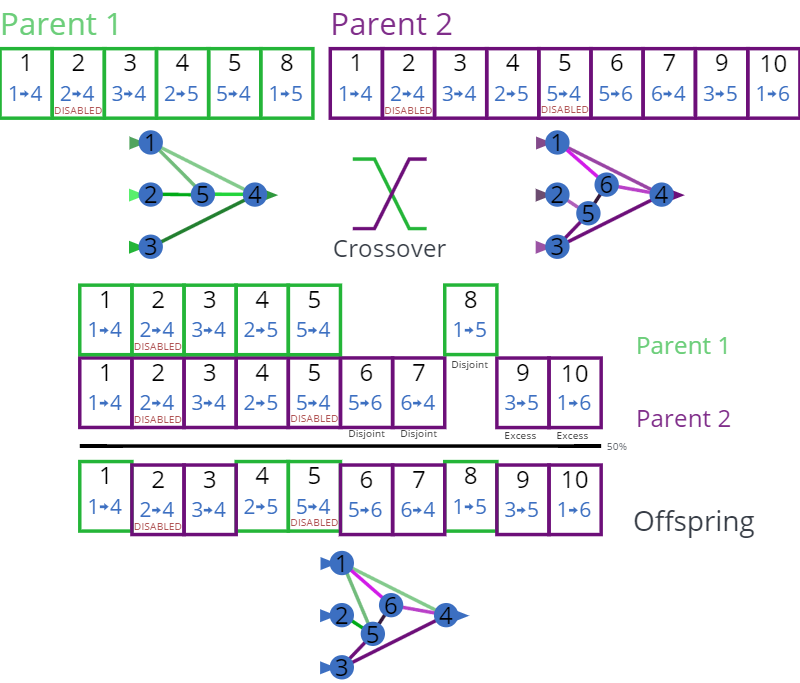 Parent 1 Parent 2
1 2 3 4 5 8 1 2 3 4 5 6 7 9 10
1➔4 2➔4 3➔4 2➔5 5➔4 1➔5 1➔4 2➔4 3➔4 2➔5 5➔4 5➔6 6➔4 3➔5 1➔6
DISABLED DISABLED DISABLED
1 1
6
2 5 4 2 4
5
3 Crossover 3
1 2 3 4 5 8
1➔4 2➔4 3➔4 2➔5 5➔4 1➔5 Parent 1
DISABLED
Disjoint
1 2 3 4 5 6 7 9 10
1➔4 2➔4 3➔4 2➔5 5➔4 5➔6 6➔4 3➔5 1➔6 Parent 2
DISABLED DISABLED
Disjoint Disjoint Excess Excess
50%
1 2 3 4 5 6 7 8 9 10
1➔4 2➔4 3➔4 2➔5 5➔4 5➔6 6➔4 1➔5 3➔5 1➔6 Offspring
DISABLED DISABLED
1
6
2 4
5
3